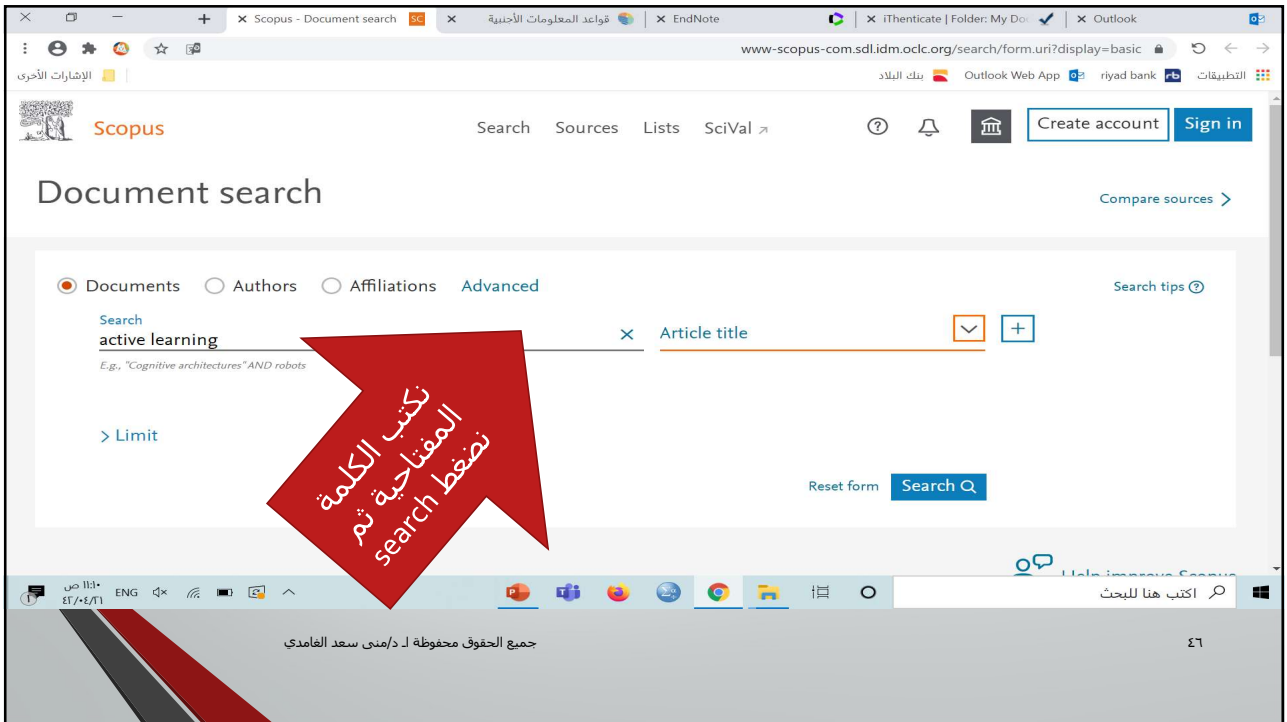 Scopus - Document search
قواعد المعلومات الأجنبية
EndNote
iThenticate | Folder: My Do
Outlook
www-scopus-com.sdl.idm.oclc.org/search/form.uri?display=basic
التطبيقات
riyad bank
Outlook Web App
بنك البلاد
الإشارات الأخرى
Scopus
Search Sources Lists SciVal
Create account
Sign in
Document search
Compare sources
Documents Authors Affiliations Advanced
Search tips
Search
active learning
Article title
E.g., "Cognitive architectures" AND robots
> Limit
نكتب الكلمة
المفتاحية ثم
نضغط search
Reset form
Search
ENG
اكتب هنا للبحث
جميع الحقوق محفوظة لـ د/منى سعد الغامدي
٤٦